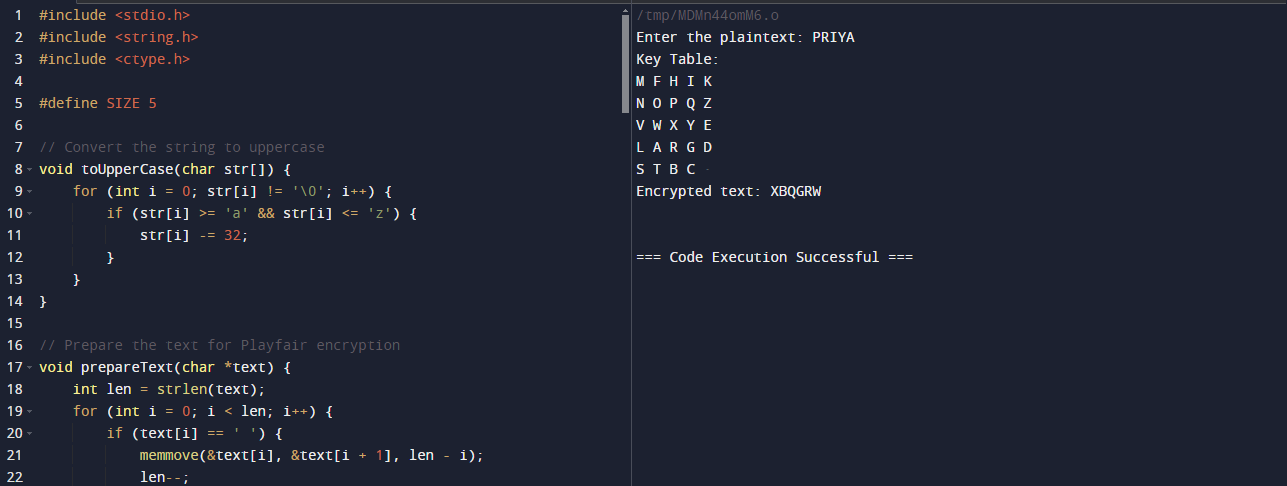 1 #include <stdio.h>
2 #include <string.h>
3 #include <ctype.h>
4
5 #define SIZE 5
6
7 // Convert the string to uppercase
8 void toUpperCase(char str[]) {
9     for (int i = 0; str[i] != '\0'; i++) {
10         if (str[i] >= 'a' && str[i] <= 'z') {
11             str[i] -= 32;
12         }
13     }
14 }
15
16 // Prepare the text for Playfair encryption
17 void prepareText(char *text) {
18     int len = strlen(text);
19     for (int i = 0; i < len; i++) {
20         if (text[i] == ' ') {
21             memmove(&text[i], &text[i + 1], len - i);
22             len--;
/tmp/MDMn44omM6.o
Enter the plaintext: PRIYA
Key Table:
M F H I K
N O P Q Z
V W X Y E
L A R G D
S T B C -
Encrypted text: XBQGRW
=== Code Execution Successful ===